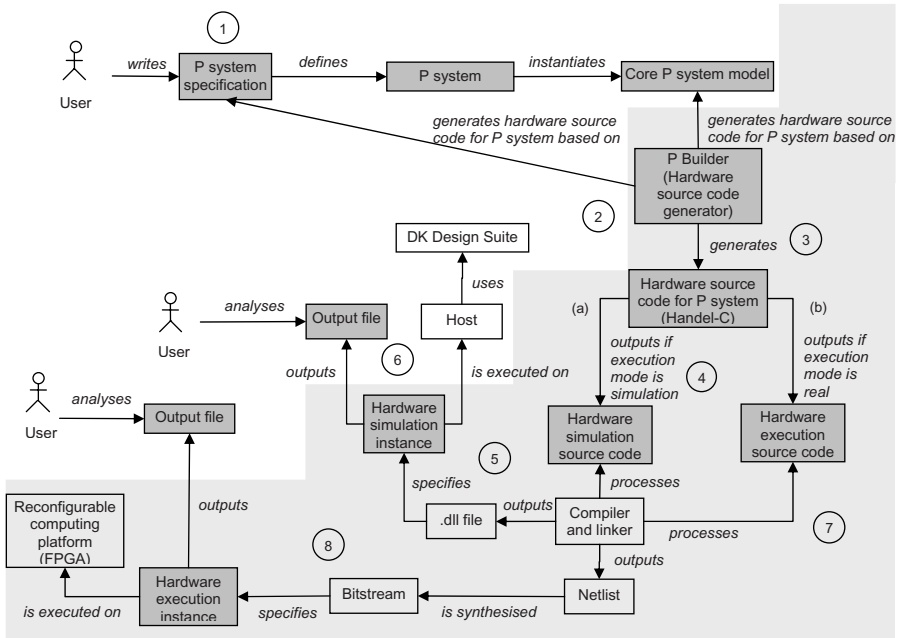 1
writes
P system
specification
defines
P system
instantiates
Core P system model
User
generates hardware source
code for P system based on
generates hardware source
code for P system based on
P Builder
(Hardware
source code
generator)
2
3
DK Design Suite
generates
uses
Hardware source
code for P system
(Handel-C)
(a)
(b)
analyses
Output file
Host
User
outputs
6
is executed on
outputs if
execution
mode is
simulation
4
outputs if
execution
mode is
real
analyses
Output file
User
Hardware
simulation
instance
Hardware
simulation
source code
Hardware
execution
source code
5
specifies
processes
outputs
Reconfigurable
computing
platform
(FPGA)
.dll file
outputs
Compiler
and linker
processes
7
8
outputs
Hardware
execution
instance
is executed on
specifies
Bitstream
is synthesised
Netlist